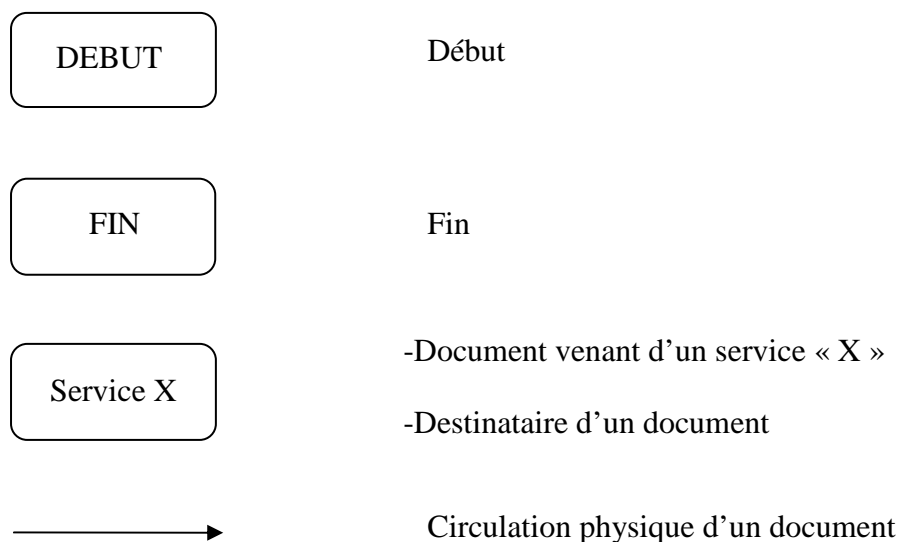 DEBUT
Début
FIN
Fin
-Document venant d’un service « X »
Service X
-Destinataire d’un document
Circulation physique d’un document